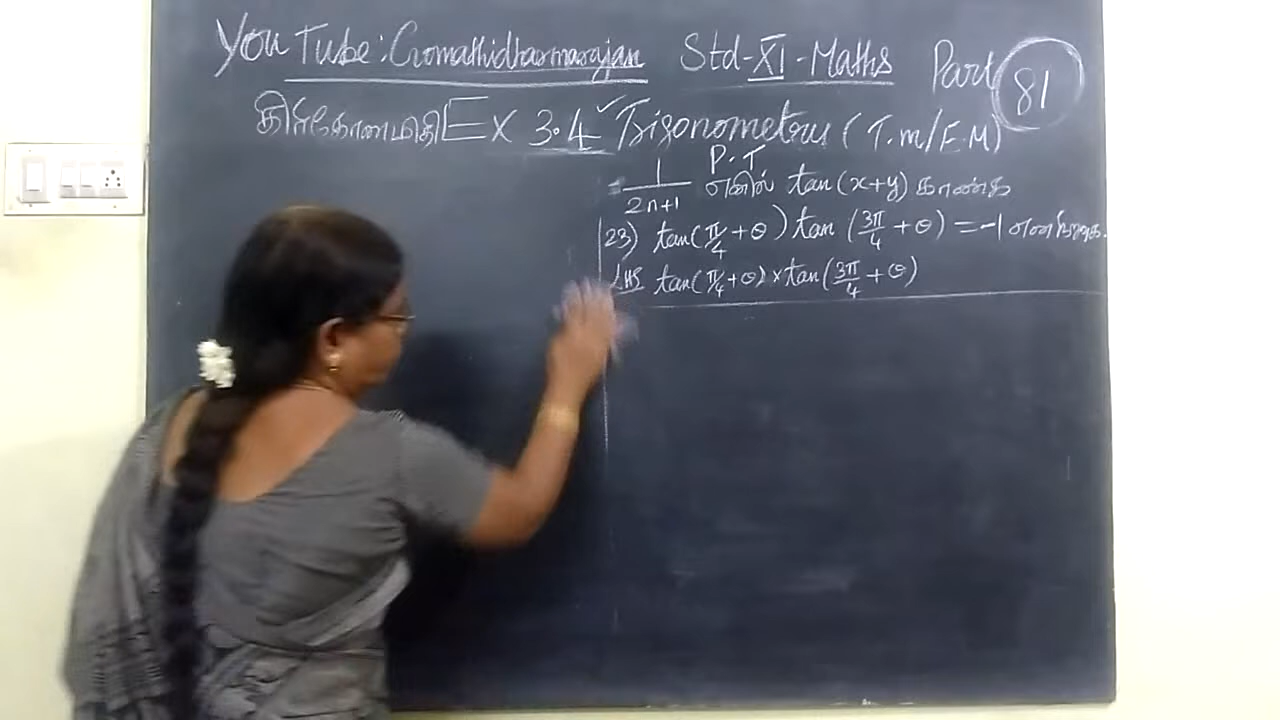 YouTube: Gomathidharmarajan Std-XI-Maths Part 81
திரிகோணமிதி Ex 3.4 ✓ Trigonometry (T.M/E.M)
P.T
= 1/2n+1 எனில் tan(x+y) காண்க
23) tan(π/4 + θ) tan(3π/4 + θ) = -1 என நிறுவுக.
LHS tan(π/4+θ) × tan(3π/4 + θ)